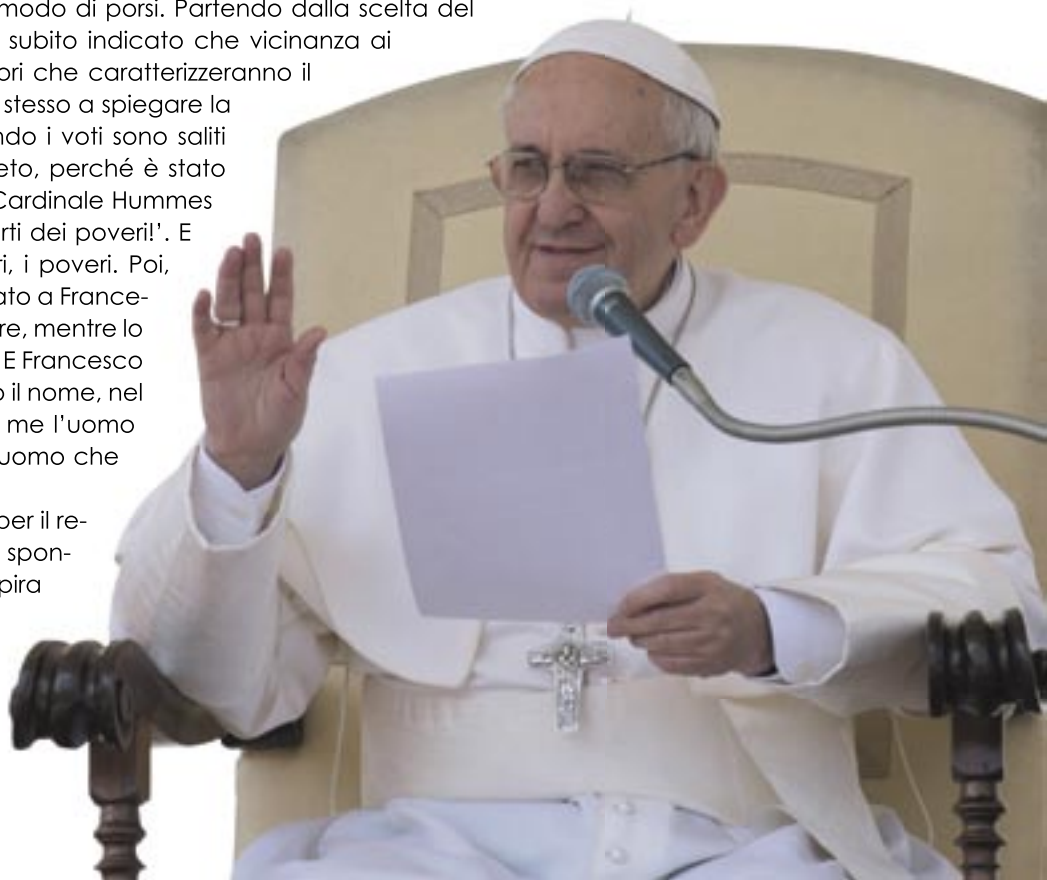 modo di porsi. Partendo dalla scelta del
subito indicato che vicinanza ai
ori che caratterizzeranno il
stesso a spiegare la
ndo i voti sono saliti
eto, perché è stato
Cardinale Hummes
rti dei poveri!’. E
ri, i poveri. Poi,
ato a France-
re, mentre lo
E Francesco
o il nome, nel
me l’uomo
uomo che
per il re-
spon-
pira